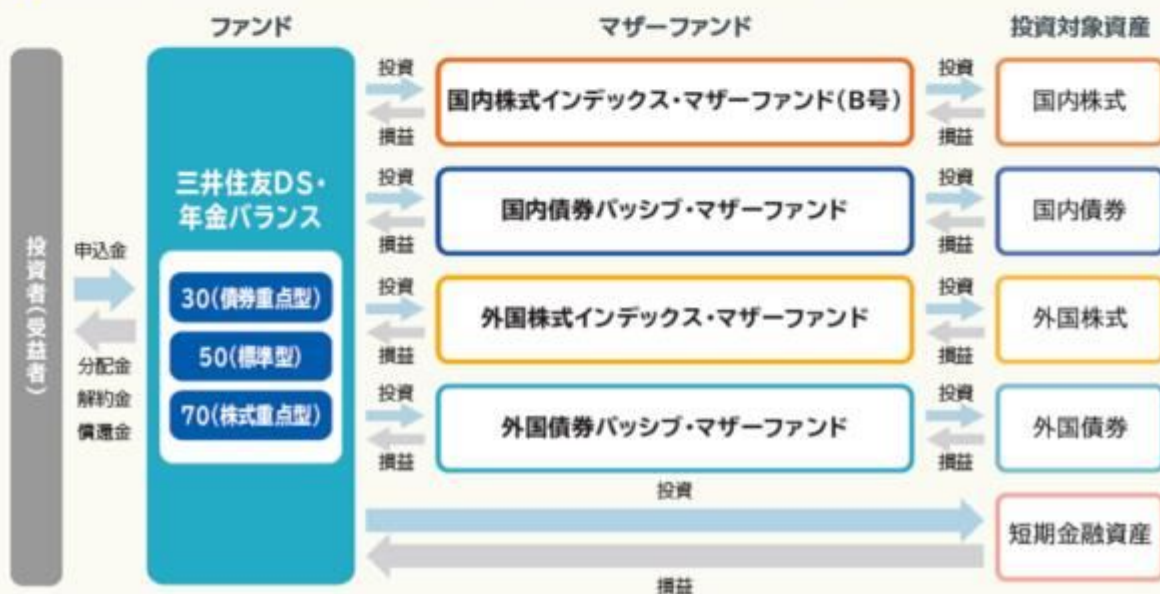 ファンド
マザーファンド
投資対象資産
投資者(受益者)
申込金
分配金
解約金
償還金
三井住友DS・
年金バランス
30(債券重点型)
50(標準型)
70(株式重点型)
投資
損益
国内株式インデックス・マザーファンド(B号)
投資
損益
国内株式
投資
損益
国内債券パッシブ・マザーファンド
投資
損益
国内債券
投資
損益
外国株式インデックス・マザーファンド
投資
損益
外国株式
投資
損益
外国債券パッシブ・マザーファンド
投資
損益
外国債券
投資
損益
短期金融資産